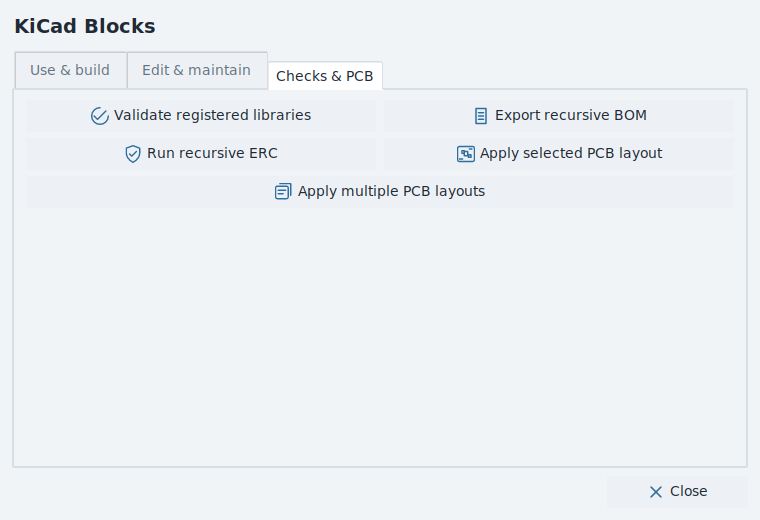 KiCad Blocks
Use & build
Edit & maintain
Checks & PCB
Validate registered libraries
Export recursive BOM
Run recursive ERC
Apply selected PCB layout
Apply multiple PCB layouts
Close